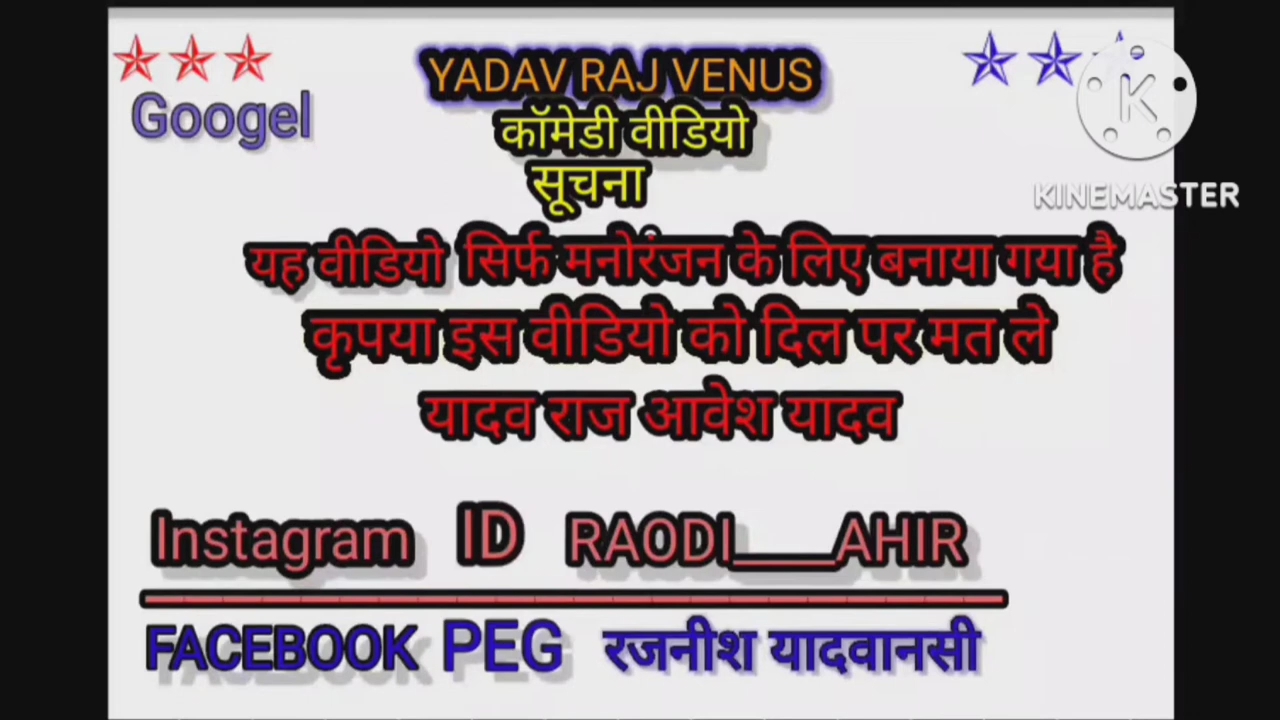 YADAV RAJ VENUS
Googel
कॉमेडी वीडियो
सूचना
KINEMASTER
यह वीडियो सिर्फ मनोरंजन के लिए बनाया गया है
कृपया इस वीडियो को दिल पर मत ले
यादव राज आवेश यादव
Instagram ID RAODI___AHIR
FACEBOOK PEG रजनीश यादवानसी